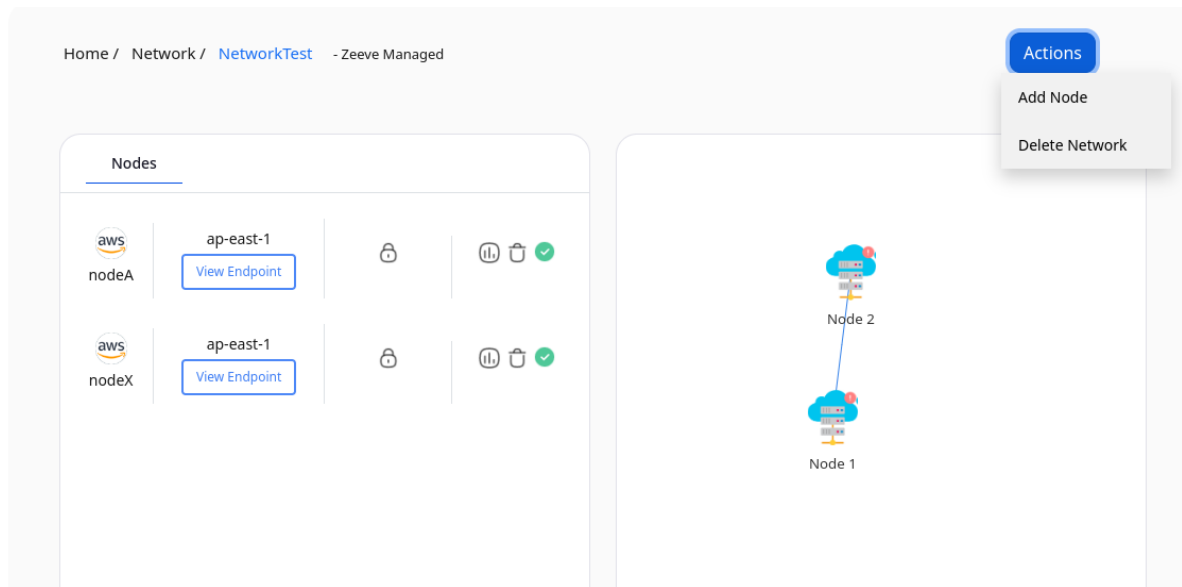 Home / Network / NetworkTest - Zeeve Managed
Actions
Add Node
Delete Network
Nodes
aws
nodeA
ap-east-1
View Endpoint
aws
nodeX
ap-east-1
View Endpoint
Node 2
Node 1